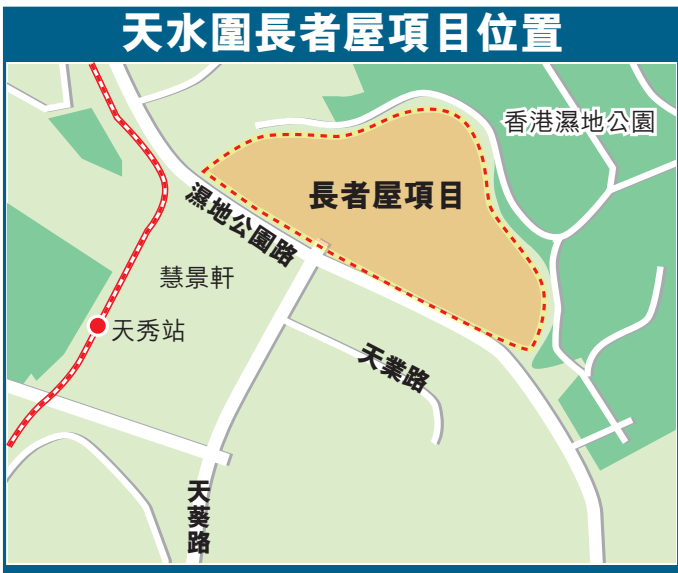 天水圍長者屋項目位置
香港濕地公園
長者屋項目
濕地公園路
慧景軒
天秀站
天業路
天葵路